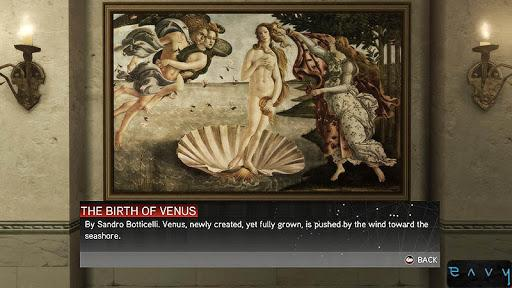 THE BIRTH OF VENUS
By Sandro Botticelli. Venus, newly created, yet fully grown, is pushed by the wind toward the
seashore.
BACK
envy